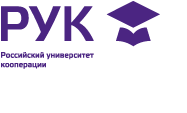 РУК
Российский университет
кооперации